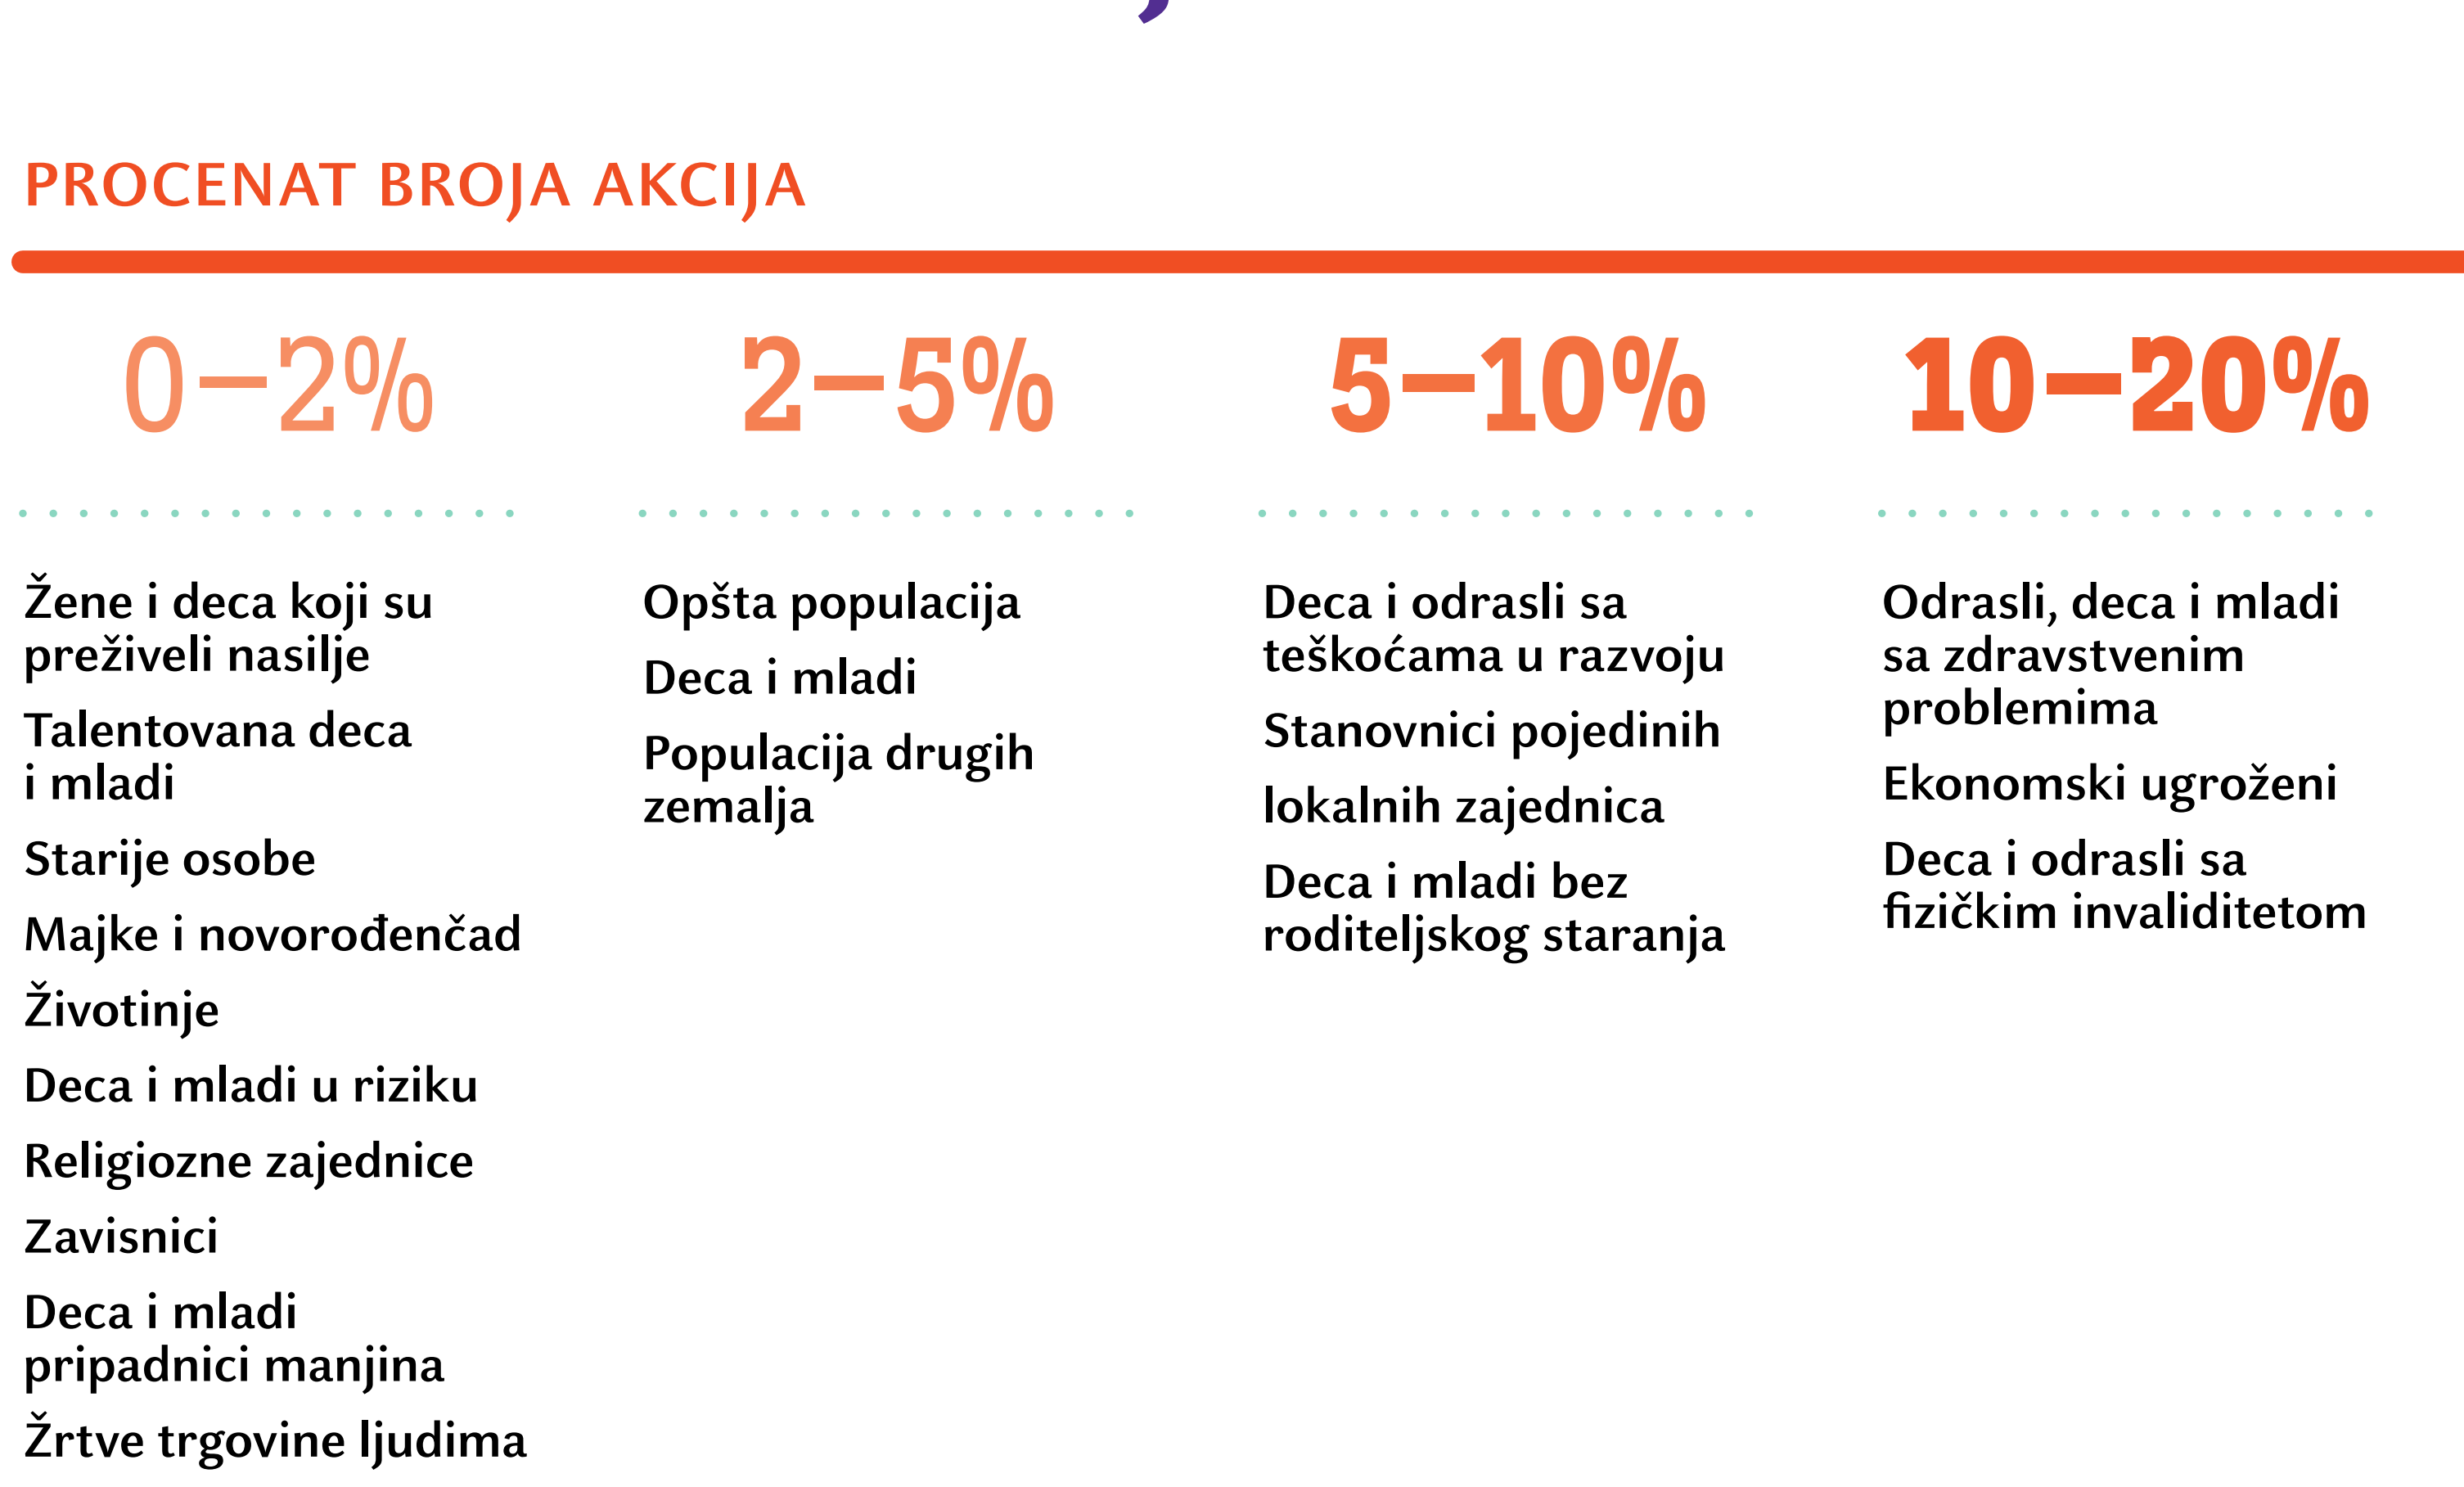 PROCENAT BROJA AKCIJA
0–2%
Žene i deca koji su
preživeli nasilje
Talentovana deca
i mladi
Starije osobe
Majke i novorođenčad
Životinje
Deca i mladi u riziku
Religiozne zajednice
Zavisnici
Deca i mladi
pripadnici manjina
Žrtve trgovine ljudima
2–5%
Opšta populacija
Deca i mladi
Populacija drugih
zemalja
5–10%
Deca i odrasli sa
teškoćama u razvoju
Stanovnici pojedinih
lokalnih zajednica
Deca i mladi bez
roditeljskog staranja
10–20%
Odrasli, deca i mladi
sa zdravstvenim
problemima
Ekonomski ugroženi
Deca i odrasli sa
fizičkim invaliditetom